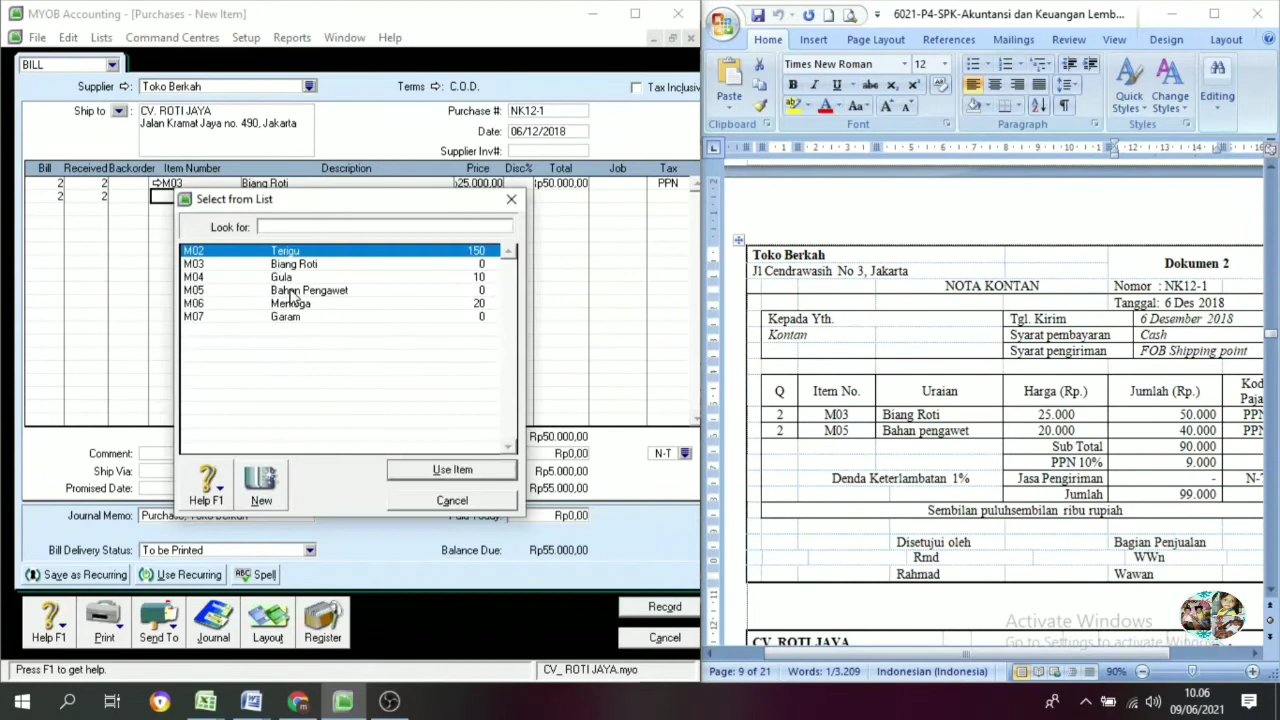 MYOB Accounting - [Purchases - New Item]
File Edit Lists Command Centres Setup Reports Window Help
BILL
Supplier Toko Berkah Terms C.O.D. Tax Inclusiv
Ship to CV. ROTI JAYA Purchase #: NK12-1
Jalan Kramat Jaya no. 490, Jakarta
Date: 06/12/2018
Supplier Inv#:
Bill Received Backorder Item Number Description Price Disc% Total Job Tax
2 2 M03 Biang Roti 25.000,00 Rp50.000,00 PPN
2 2
Select from List
Look for:
M02 Terigu 150
M03 Biang Roti 0
M04 Gula 10
M05 Bahan Pengawet 0
M06 Mentega 20
M07 Garam 0
Use Item
Help F1 New Cancel
Rp50.000,00
Comment: Rp0,00 N-T
Ship Via: Rp5.000,00
Promised Date: Rp55.000,00
Journal Memo: Purchase, Toko Berkah Rp0,00
Bill Delivery Status: To be Printed Balance Due: Rp55.000,00
Save as Recurring Use Recurring Spell
Help F1 Print Send To Journal Layout Register
Record
Cancel
Press F1 to get help. CV_ ROTI JAYA.myo
6021-P4-SPK-Akuntansi dan Keuangan Lemb...
Home Insert Page Layout References Mailings Review View Design Layout
Times New Roman 12
Paste Quick Styles Change Styles Editing
Clipboard Font Paragraph Styles
Toko Berkah Dokumen 2
Jl Cendrawasih No 3, Jakarta
NOTA KONTAN Nomor : NK12-1
Tanggal: 6 Des 2018
Kepada Yth. Tgl. Kirim 6 Desember 2018
Kontan Syarat pembayaran Cash
Syarat pengiriman FOB Shipping point
Q Item No. Uraian Harga (Rp.) Jumlah (Rp.) Kod
Paja
2 M03 Biang Roti 25.000 50.000 PPN
2 M05 Bahan pengawet 20.000 40.000 PPN
Sub Total 90.000
PPN 10% 9.000
Denda Keterlambatan 1% Jasa Pengiriman - N-
Jumlah 99.000
Sembilan puluhsembilan ribu rupiah
Disetujui oleh Bagian Penjualan
Rmd WWn
Rahmad Wawan
Activate Windows
Go to Settings to activate Windows.
CV. ROTI JAYA
Page: 9 of 21 Words: 1/3.209 Indonesian (Indonesia) 90%
10.06
09/06/2021